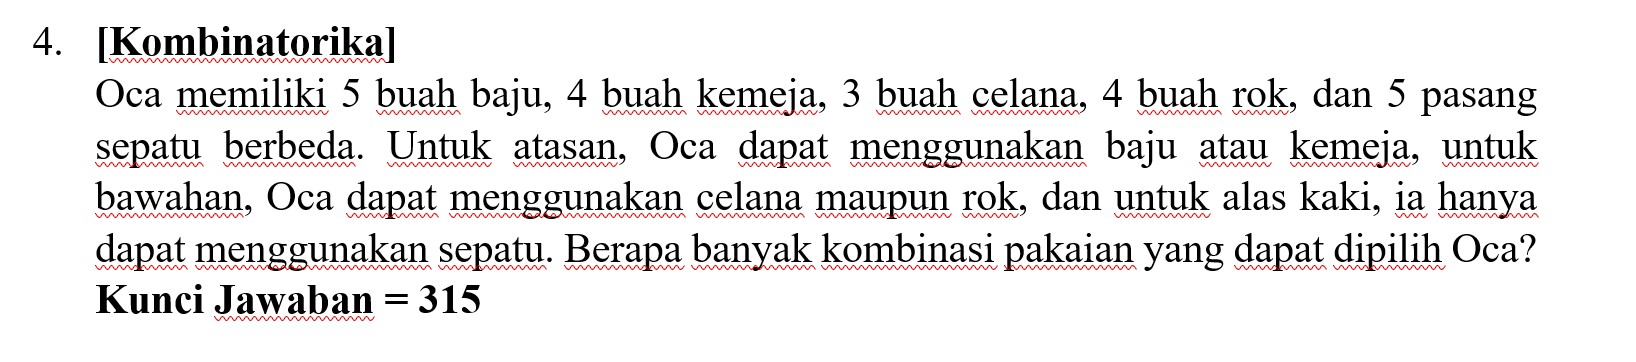 4. [Kombinatorika]
Oca memiliki 5 buah baju, 4 buah kemeja, 3 buah celana, 4 buah rok, dan 5 pasang
sepatu berbeda. Untuk atasan, Oca dapat menggunakan baju atau kemeja, untuk
bawahan, Oca dapat menggunakan celana maupun rok, dan untuk alas kaki, ia hanya
dapat menggunakan sepatu. Berapa banyak kombinasi pakaian yang dapat dipilih Oca?
Kunci Jawaban = 315